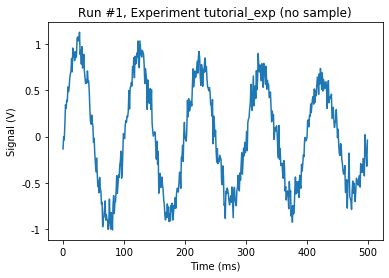 Run #1, Experiment tutorial_exp (no sample)
Signal (V)
1
0.5
0
-0.5
-1
0 100 200 300 400 500
Time (ms)